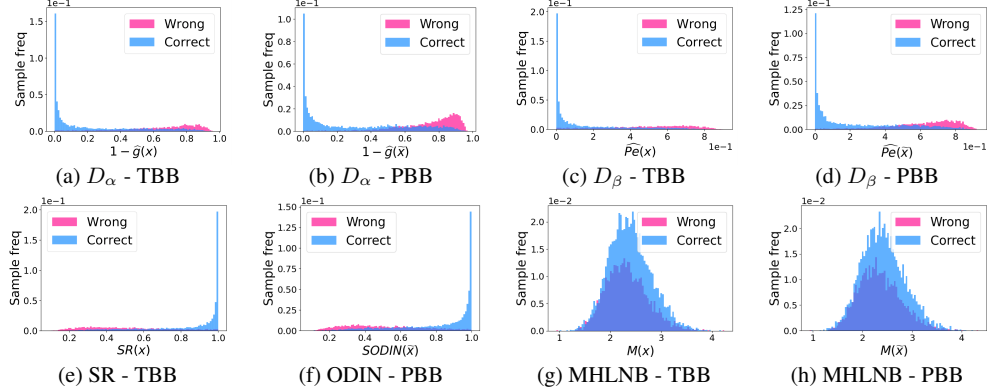 1e−1
Wrong
Correct
Sample freq
1.5
1.0
0.5
0.0
0.0 0.2 0.4 0.6 0.8 1.0
1 − ĝ(x)
(a) Dα - TBB
1e−1
Wrong
Correct
Sample freq
1.0
0.8
0.6
0.4
0.2
0.0
0.0 0.2 0.4 0.6 0.8 1.0
1 − ĝ(x̃)
(b) Dα - PBB
1e−1
Wrong
Correct
Sample freq
2.0
1.5
1.0
0.5
0.0
0 2 4 6 8
1e−1
P̂e(x)
(c) Dβ - TBB
1e−1
Wrong
Correct
Sample freq
1.25
1.00
0.75
0.50
0.25
0.00
0 2 4 6 8
1e−1
P̂e(x̃)
(d) Dβ - PBB
1e−1
Wrong
Correct
Sample freq
2.0
1.5
1.0
0.5
0.0
0.2 0.4 0.6 0.8 1.0
SR(x)
(e) SR - TBB
1e−1
Wrong
Correct
Sample freq
1.50
1.25
1.00
0.75
0.50
0.25
0.00
0.2 0.4 0.6 0.8 1.0
SODIN(x̃)
(f) ODIN - PBB
1e−2
Wrong
Correct
Sample freq
2.0
1.5
1.0
0.5
0.0
1 2 3 4
M(x)
(g) MHLNB - TBB
1e−2
Wrong
Correct
Sample freq
2.0
1.5
1.0
0.5
0.0
1 2 3 4
M(x̃)
(h) MHLNB - PBB